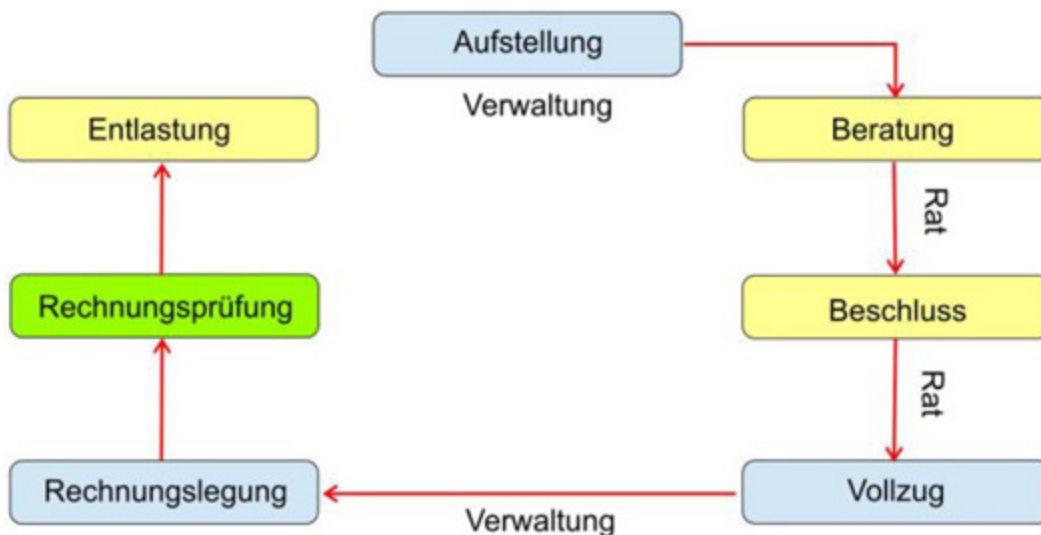 Aufstellung
Verwaltung
Entlastung
Beratung
Rat
Rechnungsprüfung
Beschluss
Rat
Rechnungslegung
Vollzug
Verwaltung